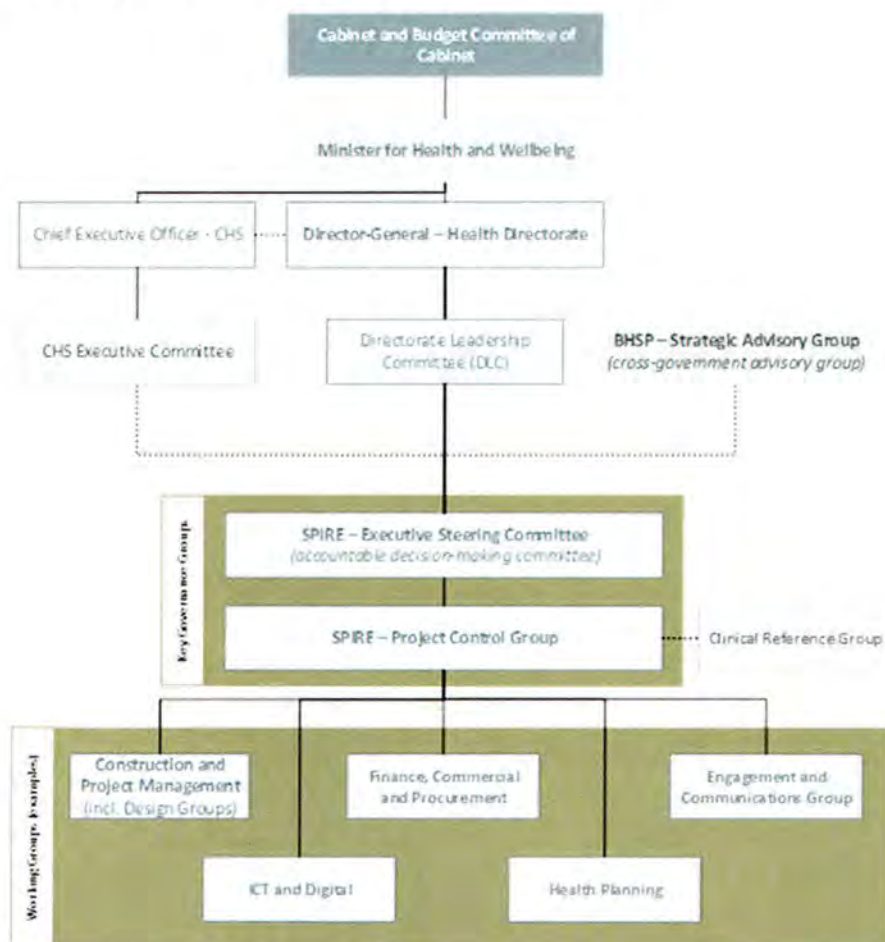 Cabinet and Budget Committee of
Cabinet
Minister for Health and Wellbeing
Chief Executive Officer - CHS
Director-General – Health Directorate
CHS Executive Committee
Directorate Leadership
Committee (DLC)
BHSP – Strategic Advisory Group
(cross-government advisory group)
Key Governance Groups
SPIRE – Executive Steering Committee
(accountable decision-making committee)
SPIRE – Project Control Group
Clinical Reference Group
Working Groups (examples)
Construction and
Project Management
(incl. Design Groups)
Finance, Commercial
and Procurement
Engagement and
Communications Group
ICT and Digital
Health Planning